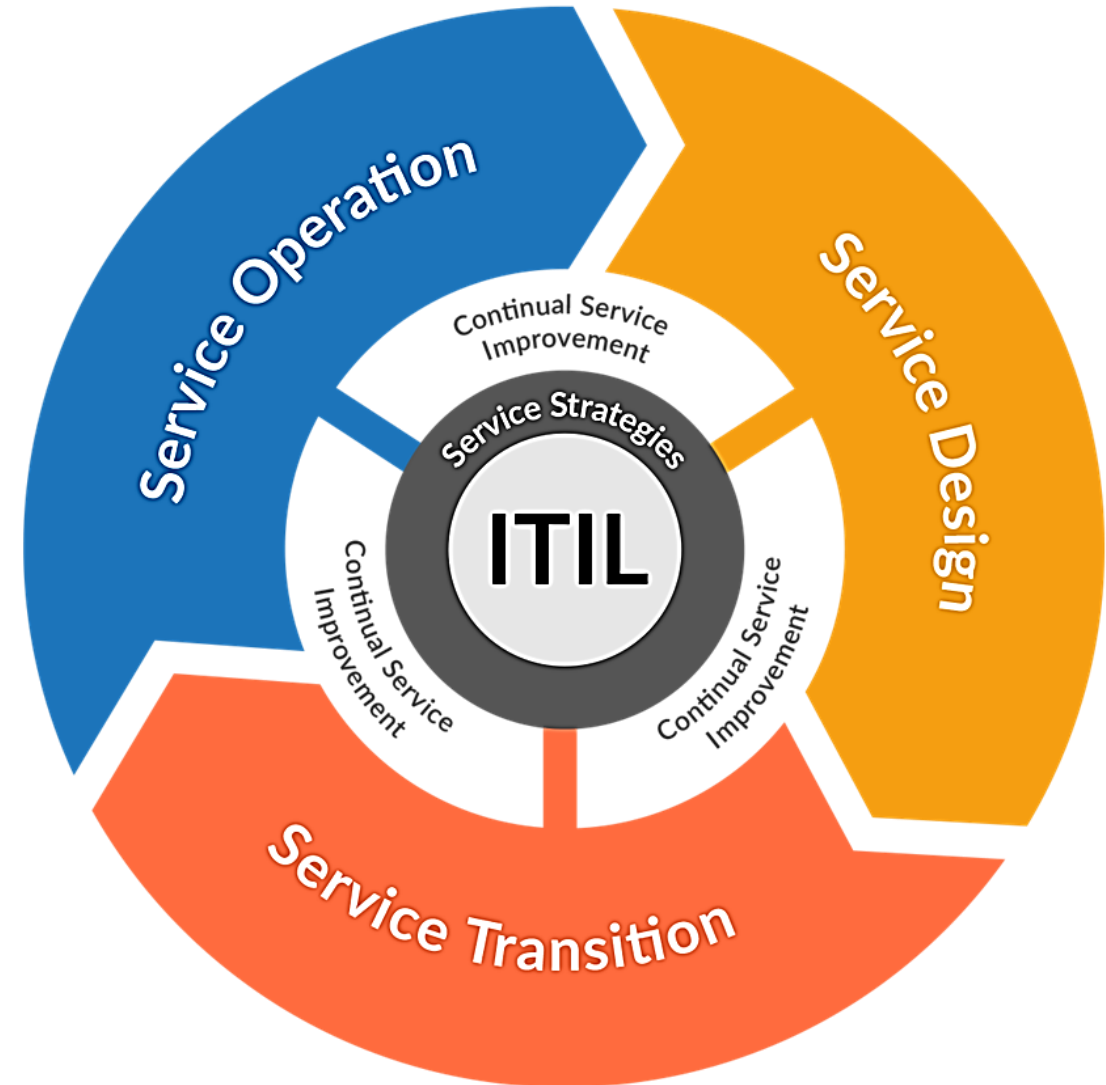 Service Operation
Service Design
Continual Service
Improvement
Service Strategies
ITIL
Continual Service
Improvement
Continual Service
Improvement
Service Transition